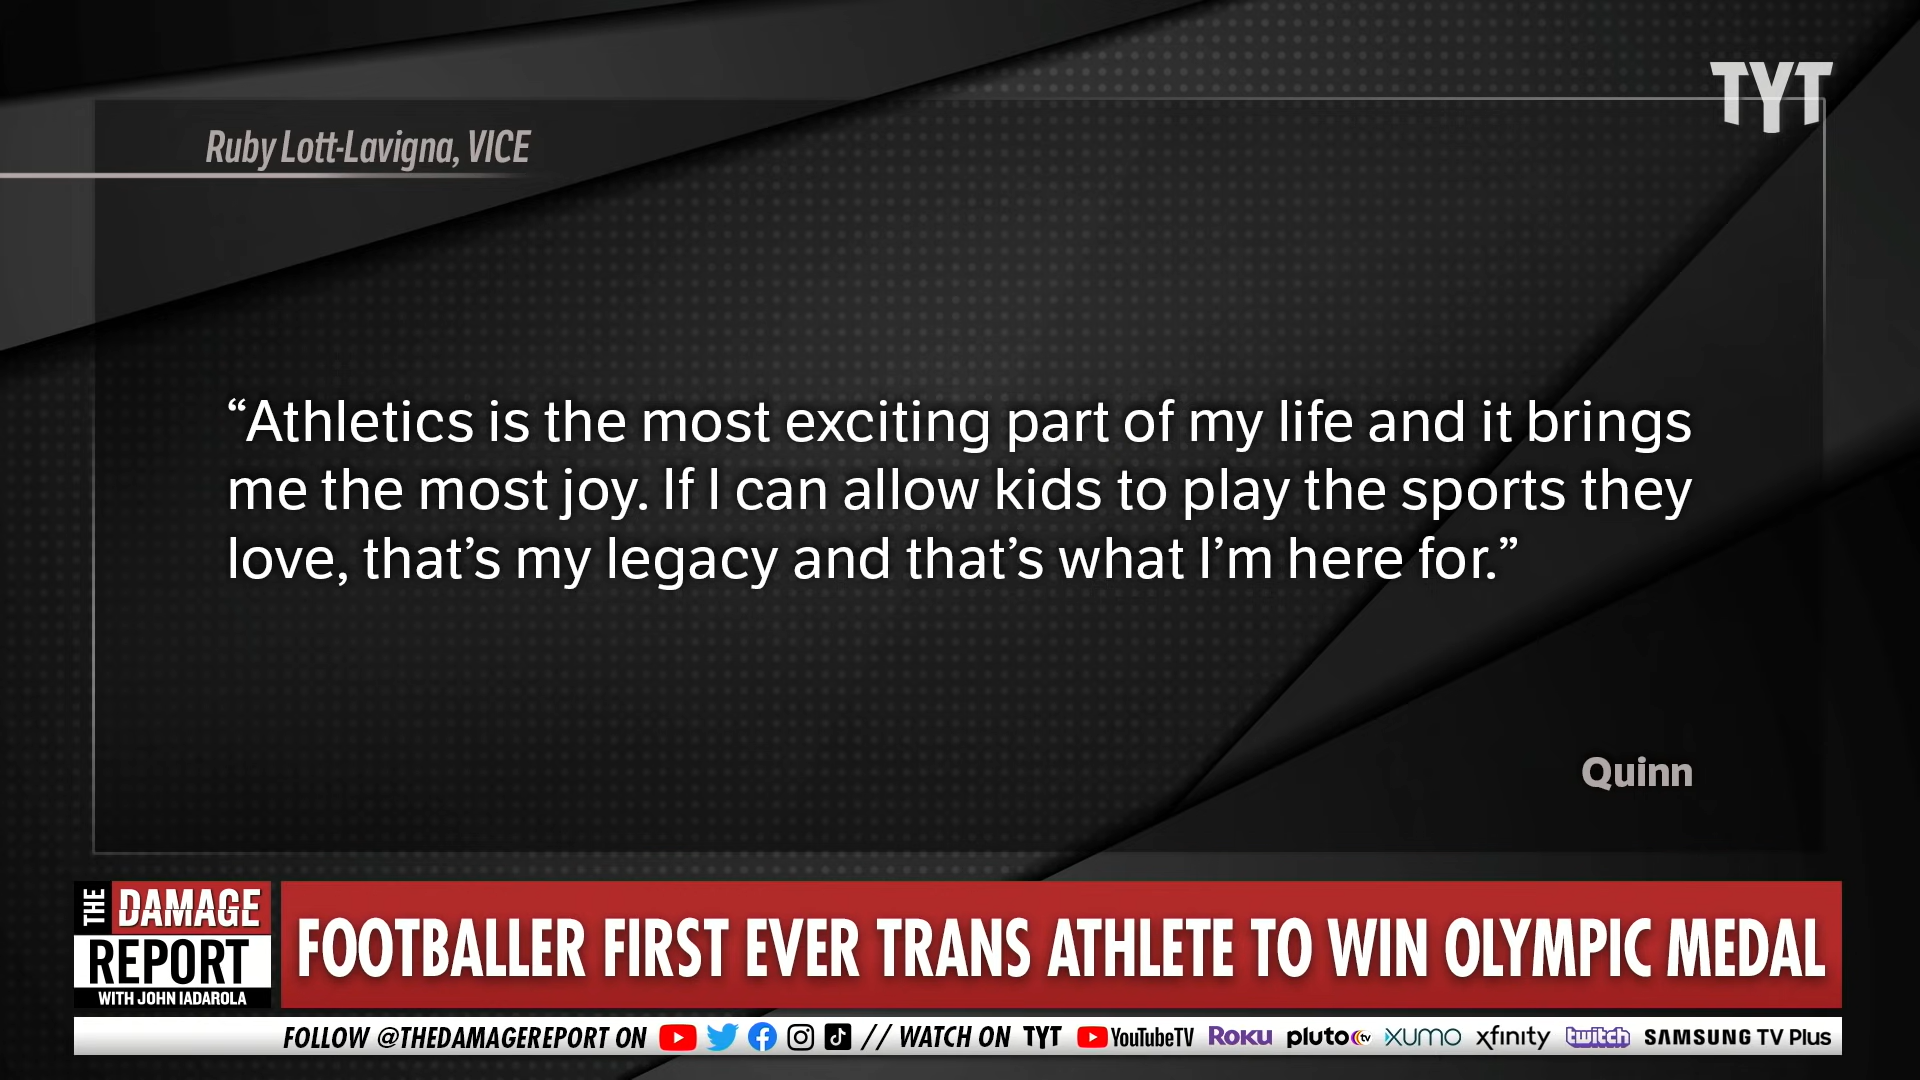 TYT
Ruby Lott-Lavigna, VICE
“Athletics is the most exciting part of my life and it brings
me the most joy. If I can allow kids to play the sports they
love, that’s my legacy and that’s what I’m here for.”
Quinn
THE DAMAGE
REPORT
WITH JOHN IADAROLA
FOOTBALLER FIRST EVER TRANS ATHLETE TO WIN OLYMPIC MEDAL
FOLLOW @THEDAMAGEREPORT ON // WATCH ON TYT YouTubeTV ROKU pluto tv XUMO xfinity twitch SAMSUNG TV Plus